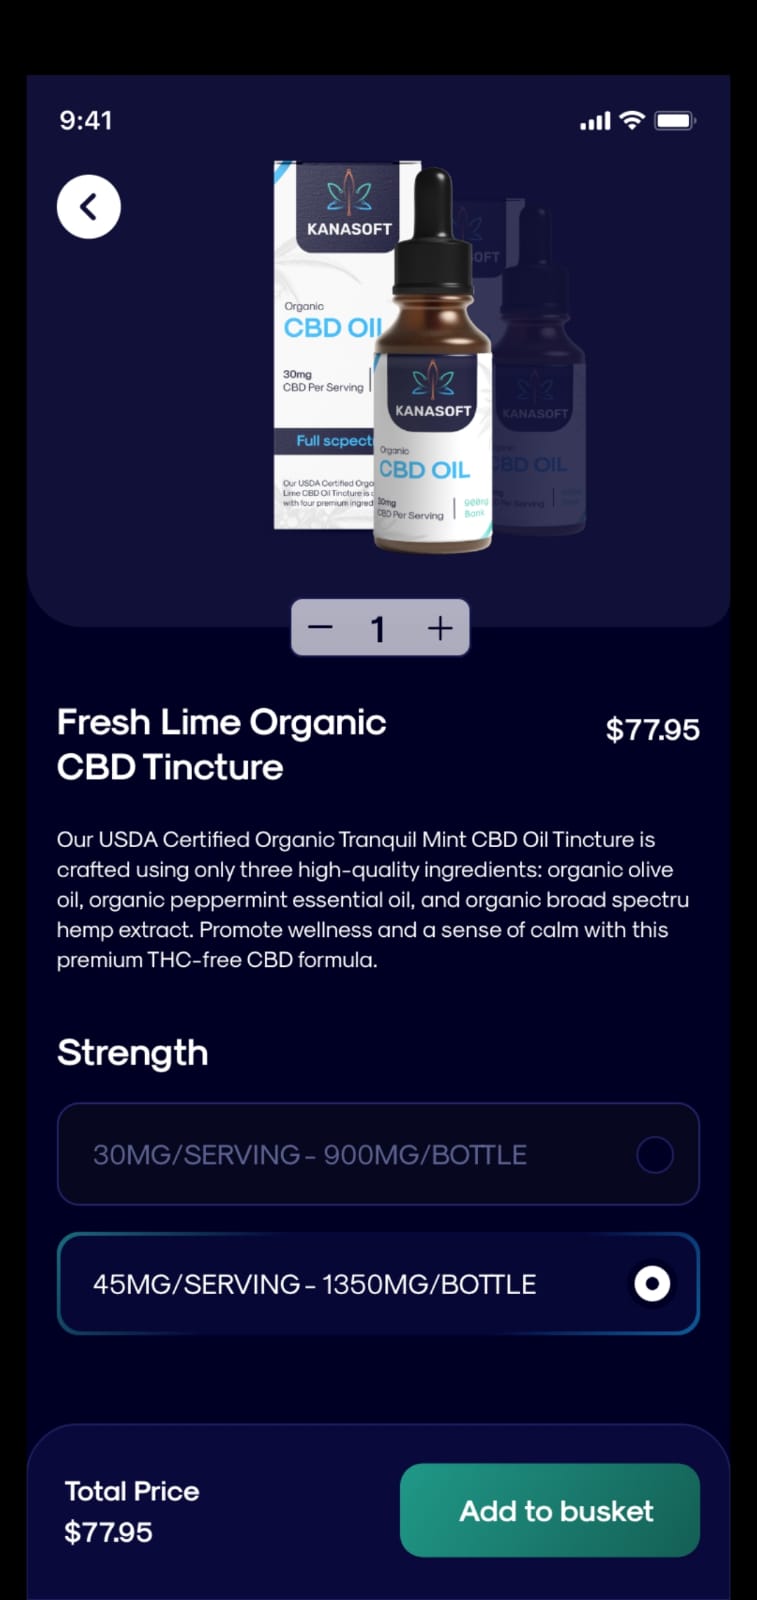 9:41
KANASOFT
Organic
CBD OIL
30mg
CBD Per Serving
Full scpect
Our USDA Certified Orga
Lime CBD Oil Tincture is
with four premium ingred
KANASOFT
Organic
CBD OIL
30mg
CBD Per Serving
900mg
OFT
KANASOFT
CBD OIL
1
Fresh Lime Organic
CBD Tincture
$77.95
Our USDA Certified Organic Tranquil Mint CBD Oil Tincture is
crafted using only three high-quality ingredients: organic olive
oil, organic peppermint essential oil, and organic broad spectru
hemp extract. Promote wellness and a sense of calm with this
premium THC-free CBD formula.
Strength
30MG/SERVING - 900MG/BOTTLE
45MG/SERVING - 1350MG/BOTTLE
Total Price
$77.95
Add to busket